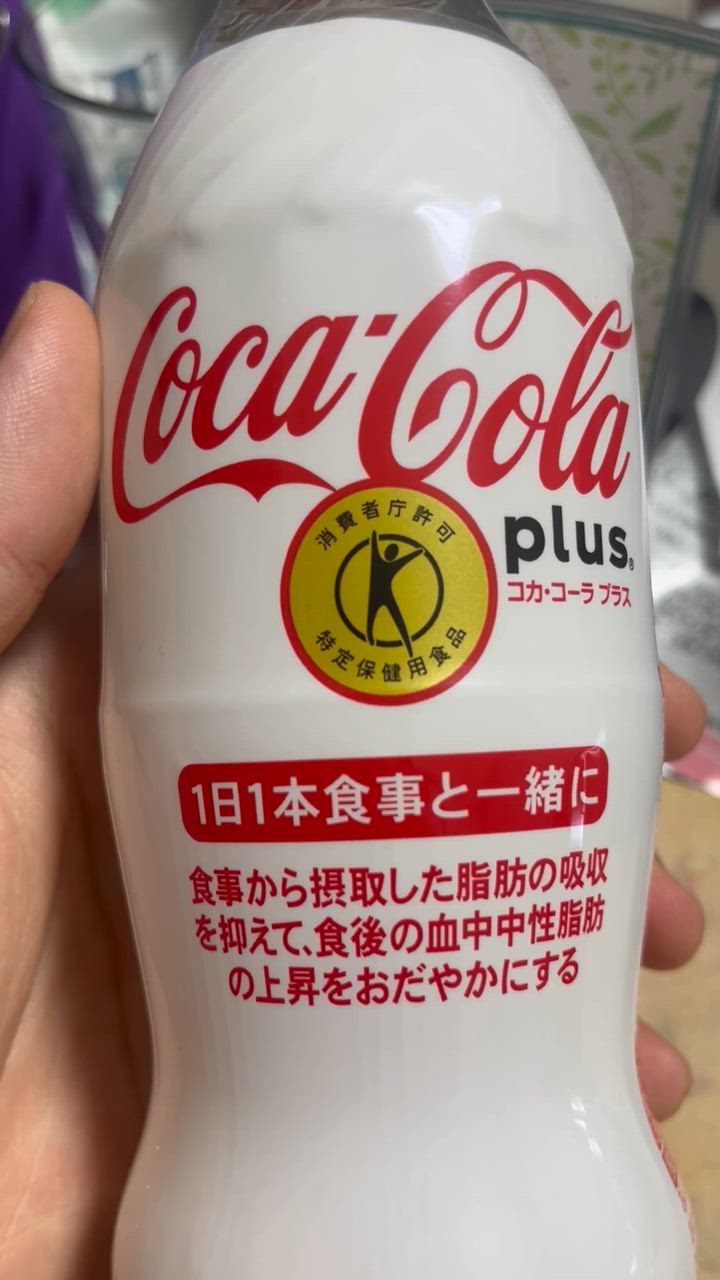 Coca-Cola
plus®
コカ・コーラ プラス
消費者庁許可
特定保健用食品
1日1本食事と一緒に
食事から摂取した脂肪の吸収
を抑えて、食後の血中中性脂肪
の上昇をおだやかにする